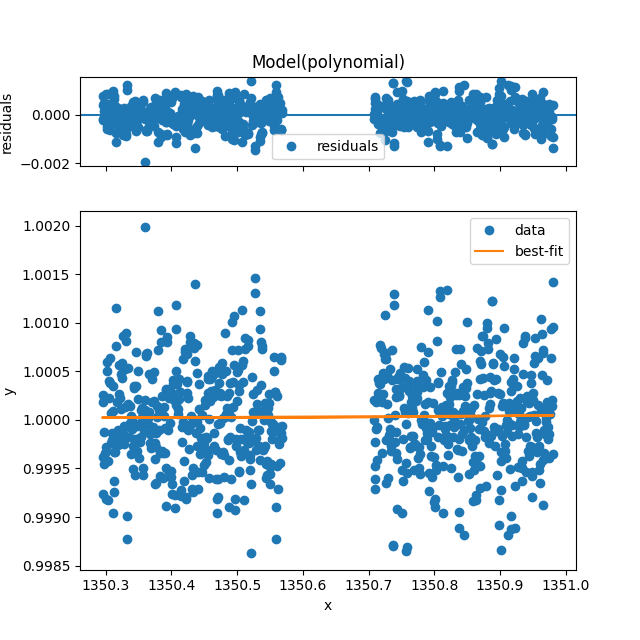 Model(polynomial)
residuals
0.000
−0.002
residuals
y
1.0020
1.0015
1.0010
1.0005
1.0000
0.9995
0.9990
0.9985
data
best-fit
1350.3 1350.4 1350.5 1350.6 1350.7 1350.8 1350.9 1351.0
x